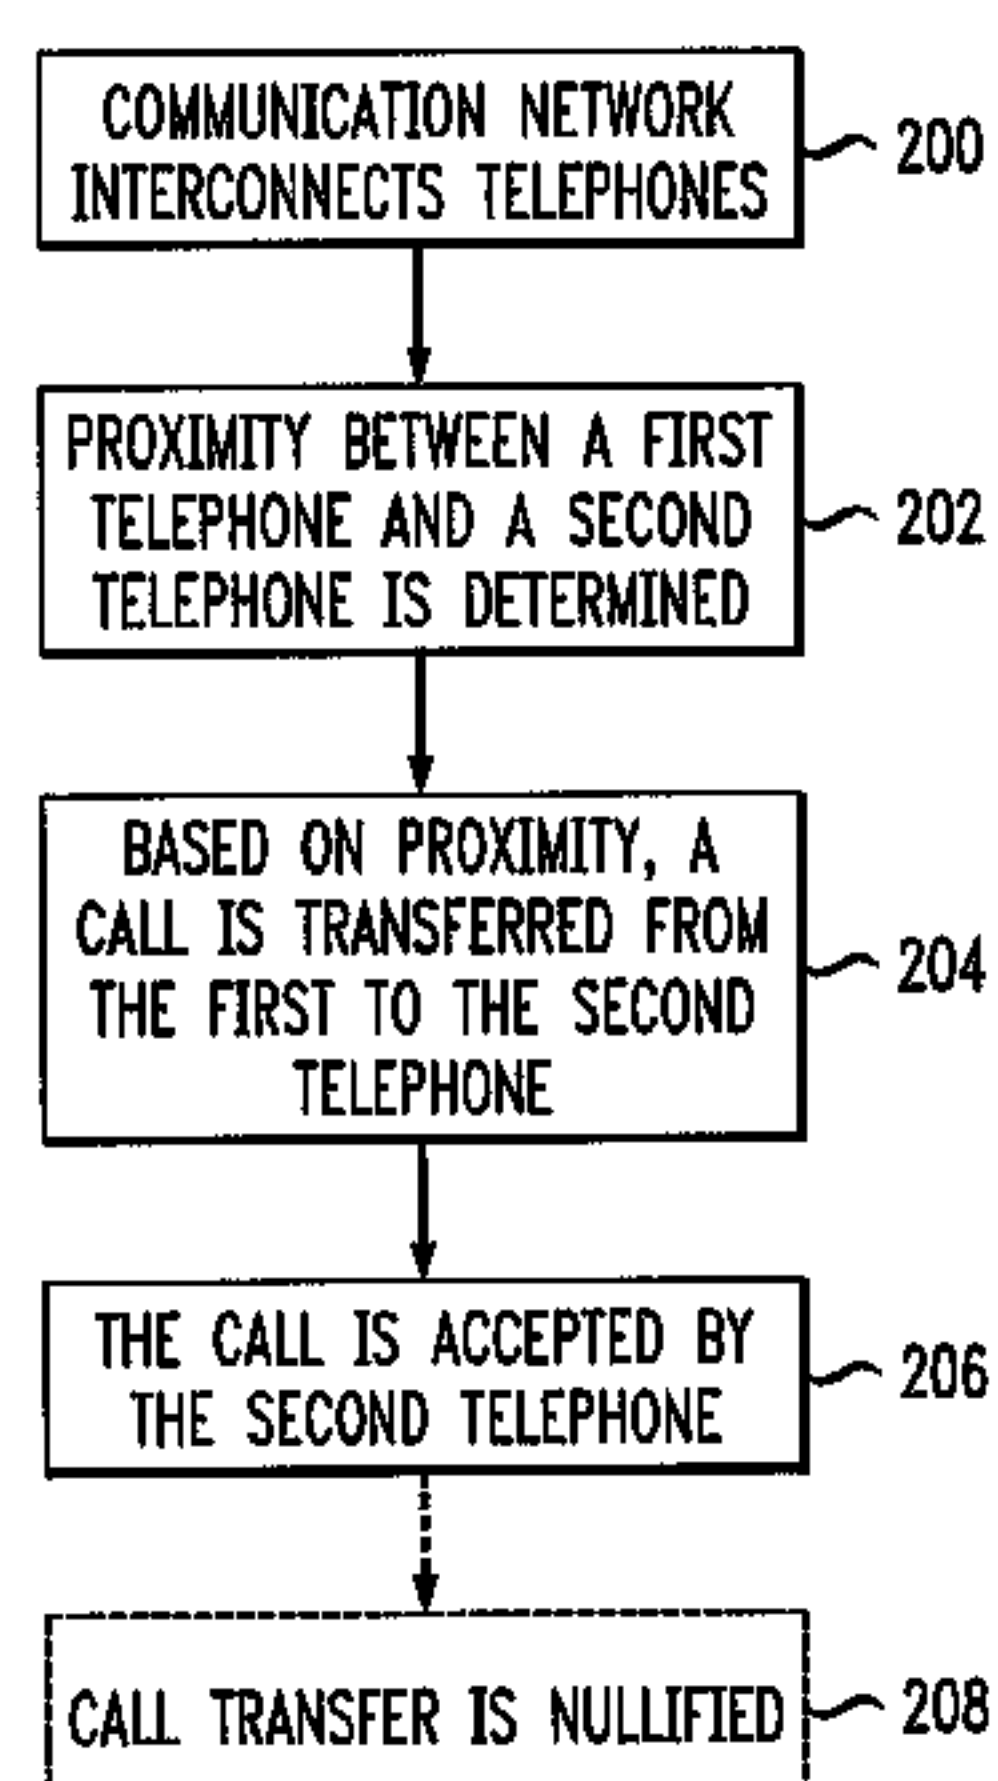 COMMUNICATION NETWORK
INTERCONNECTS TELEPHONES
200
PROXIMITY BETWEEN A FIRST
TELEPHONE AND A SECOND
TELEPHONE IS DETERMINED
202
BASED ON PROXIMITY, A
CALL IS TRANSFERRED FROM
THE FIRST TO THE SECOND
TELEPHONE
204
THE CALL IS ACCEPTED BY
THE SECOND TELEPHONE
206
CALL TRANSFER IS NULLIFIED
208